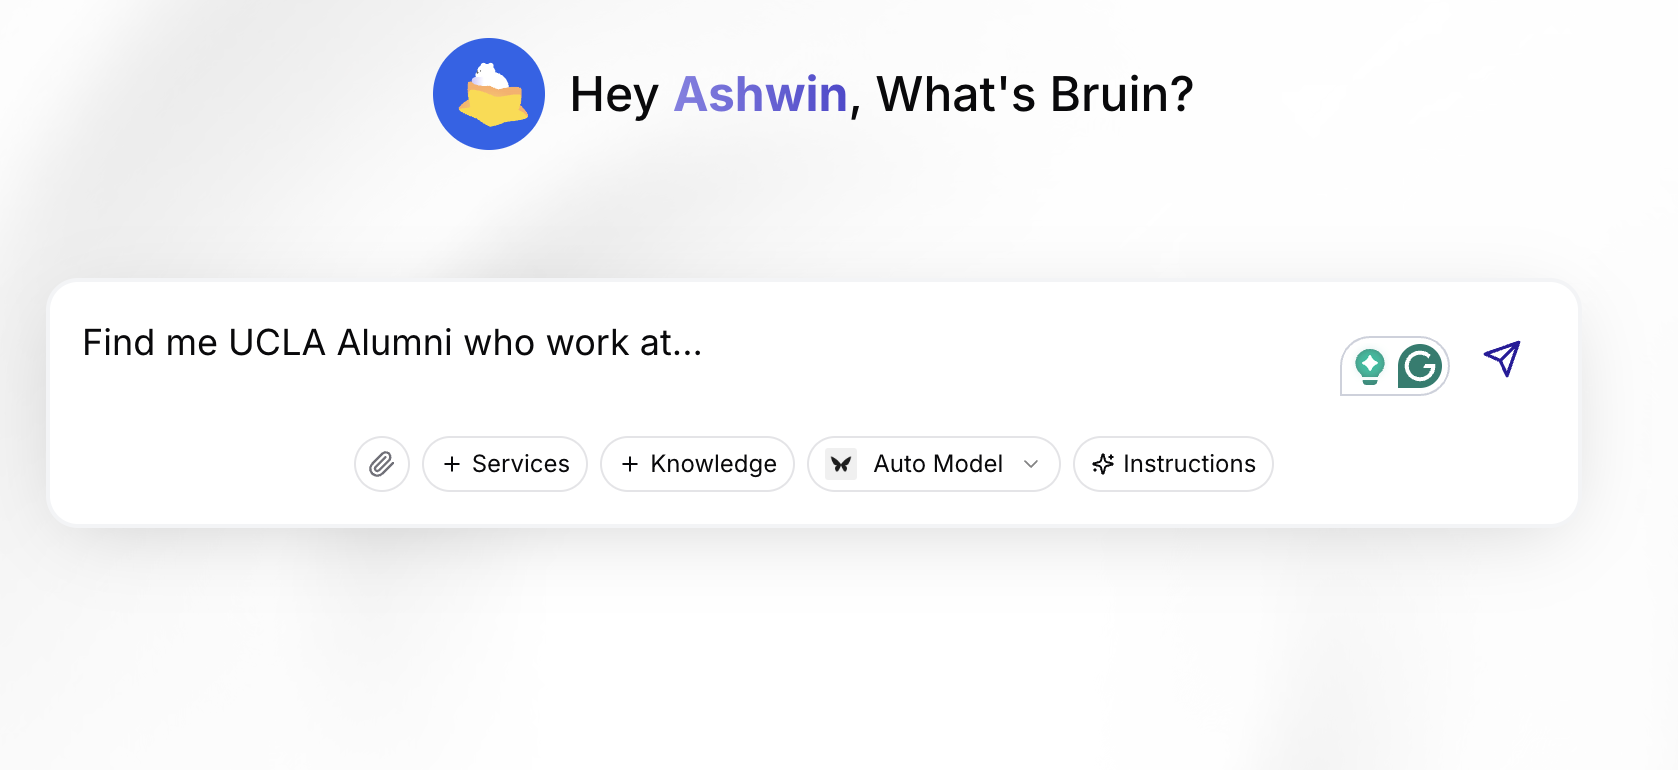 Hey Ashwin, What's Bruin?
Find me UCLA Alumni who work at...
+ Services
+ Knowledge
Auto Model
Instructions